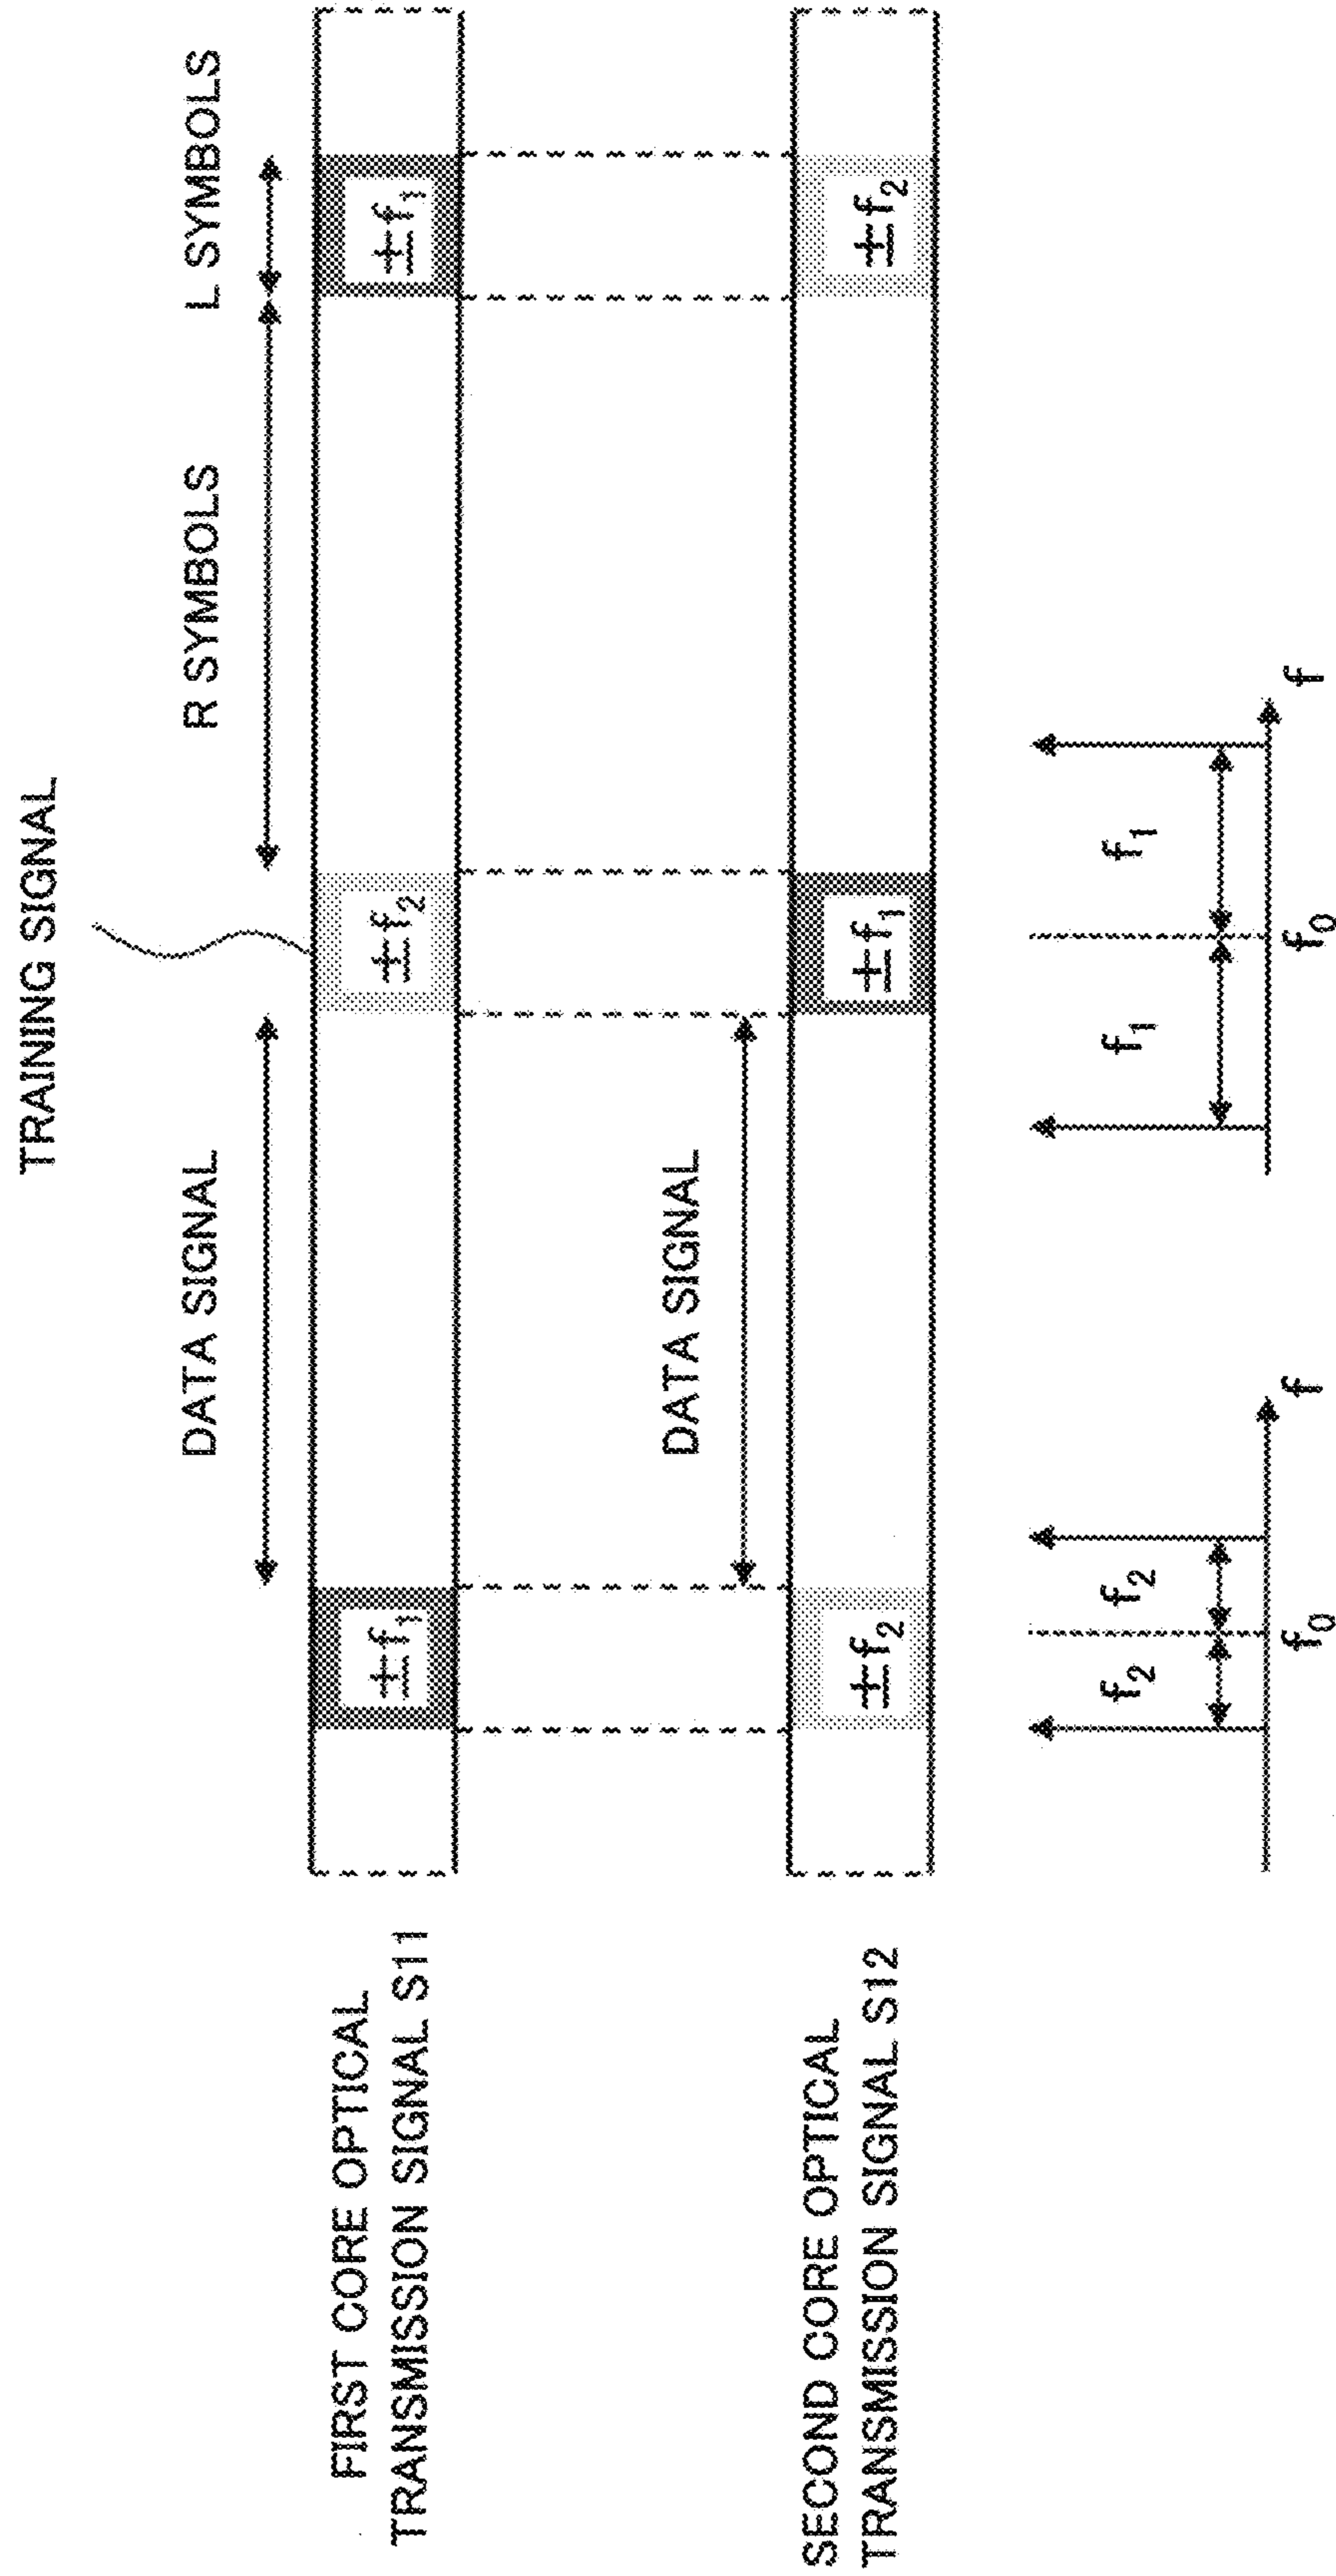 TRAINING SIGNAL
DATA SIGNAL
R SYMBOLS
L SYMBOLS
FIRST CORE OPTICAL
TRANSMISSION SIGNAL S11
±f₁
±f₂
±f₁
DATA SIGNAL
SECOND CORE OPTICAL
TRANSMISSION SIGNAL S12
±f₂
±f₁
±f₂
f₂
f₂
f₁
f₁
f₀
f
f₀
f